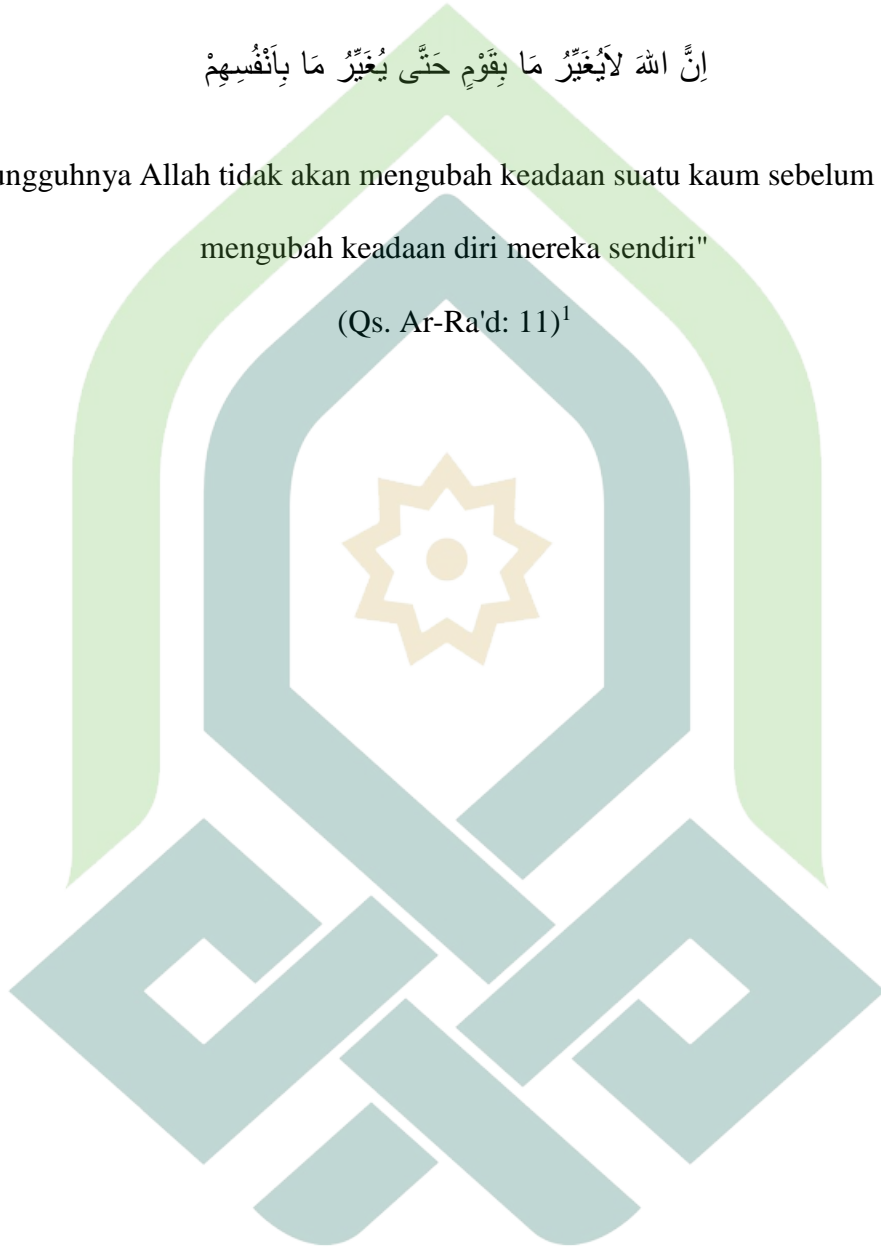 اِنًّ اللهَ لاَيُغَيِّرُ مَا بِقَوْمٍ حَتَّى يُغَيِّرُ مَا بِاَنْفُسِهِمْ
ungguhnya Allah tidak akan mengubah keadaan suatu kaum sebelum
mengubah keadaan diri mereka sendiri"
(Qs. Ar-Ra'd: 11)1